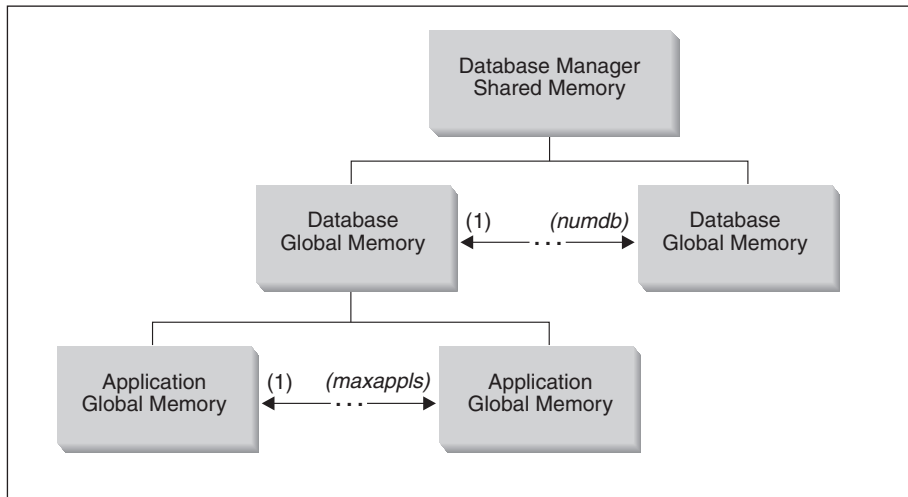 Database Manager
Shared Memory
Database
Global Memory
(1)
(numdb)
...
Database
Global Memory
Application
Global Memory
(1)
(maxappls)
...
Application
Global Memory